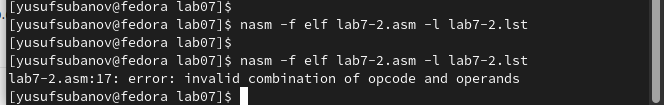 [yusufsubanov@fedora lab07]$
[yusufsubanov@fedora lab07]$ nasm -f elf lab7-2.asm -l lab7-2.lst
[yusufsubanov@fedora lab07]$
[yusufsubanov@fedora lab07]$ nasm -f elf lab7-2.asm -l lab7-2.lst
lab7-2.asm:17: error: invalid combination of opcode and operands
[yusufsubanov@fedora lab07]$